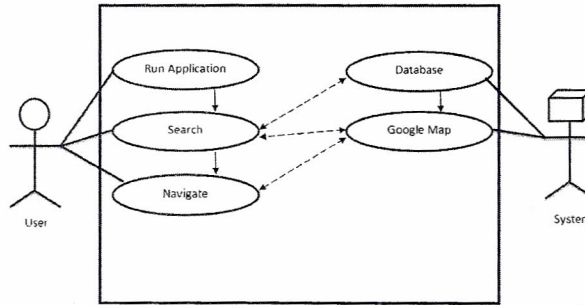 Run Application
Database
Search
Google Map
Navigate
User
System